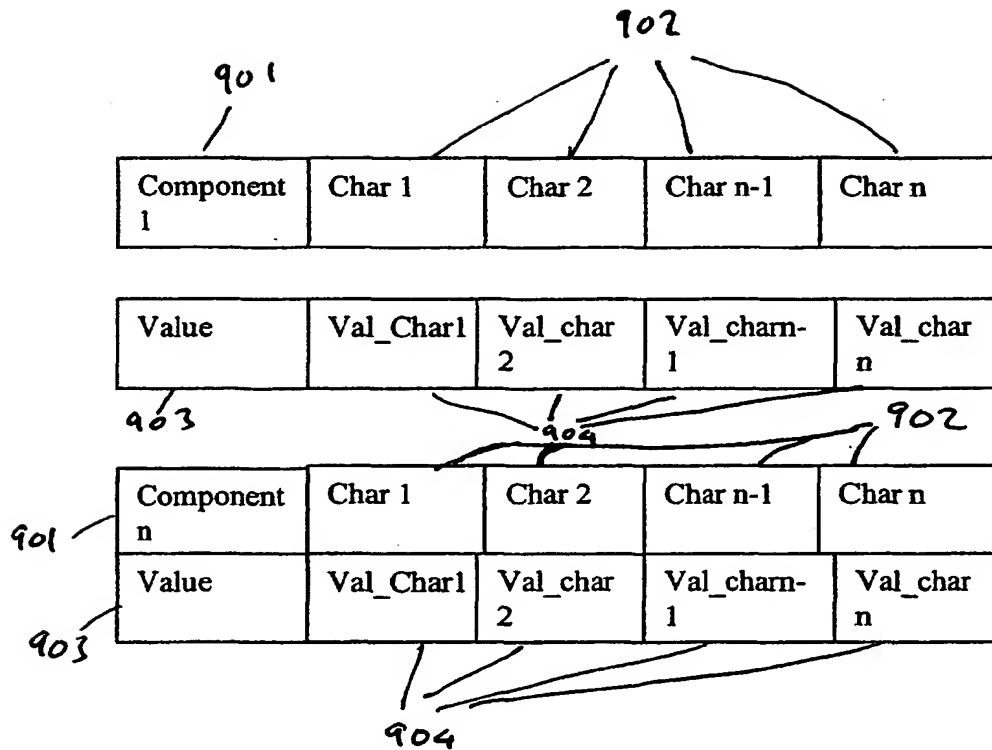 902
901
Component Char 1 Char 2 Char n-1 Char n
1
Value Val_Char1 Val_char Val_charn- Val_char
2 1 n
903 904 902
Component Char 1 Char 2 Char n-1 Char n
n
901
Value Val_Char1 Val_char Val_charn- Val_char
2 1 n
903
904